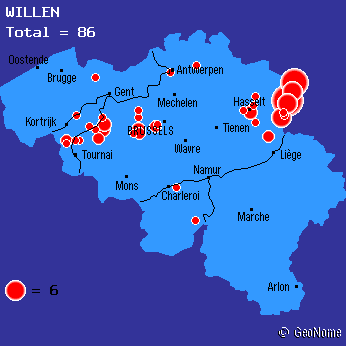 WILLEN
Total = 86
Oostende
Brugge
Antwerpen
Gent
Mechelen
Hasselt
Kortrijk
BRUSSELS
Tienen
Tournai
Wavre
Liège
Mons
Namur
Charleroi
Marche
= 6
Arlon
© GeoNome